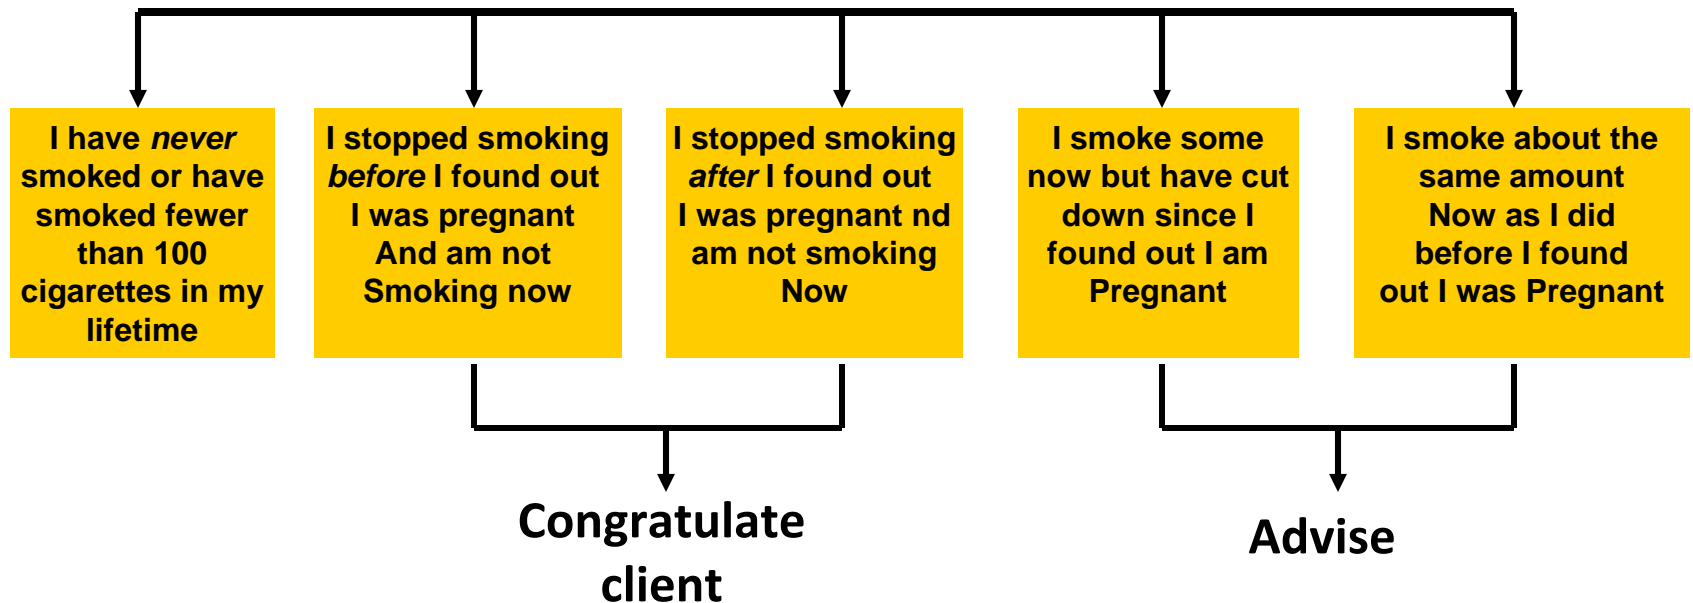 I have never
smoked or have
smoked fewer
than 100
cigarettes in my
lifetime
I stopped smoking
before I found out
I was pregnant
And am not
Smoking now
I stopped smoking
after I found out
I was pregnant nd
am not smoking
Now
I smoke some
now but have cut
down since I
found out I am
Pregnant
I smoke about the
same amount
Now as I did
before I found
out I was Pregnant
Congratulate
client
Advise